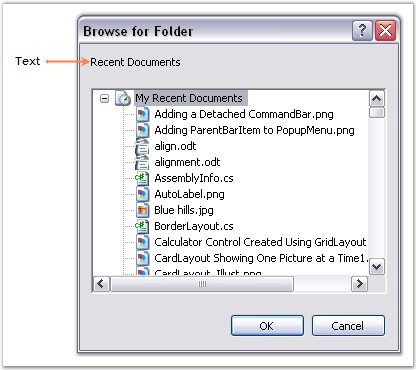 Browse for Folder
Text
Recent Documents
My Recent Documents
Adding a Detached CommandBar.png
Adding ParentBarItem to PopupMenu.png
align.odt
alignment.odt
AssemblyInfo.cs
AutoLabel.png
Blue hills.jpg
BorderLayout.cs
Calculator Control Created Using GridLayout
CardLayout Showing One Picture at a Time1.
CardLayout_Illust.png
OK
Cancel